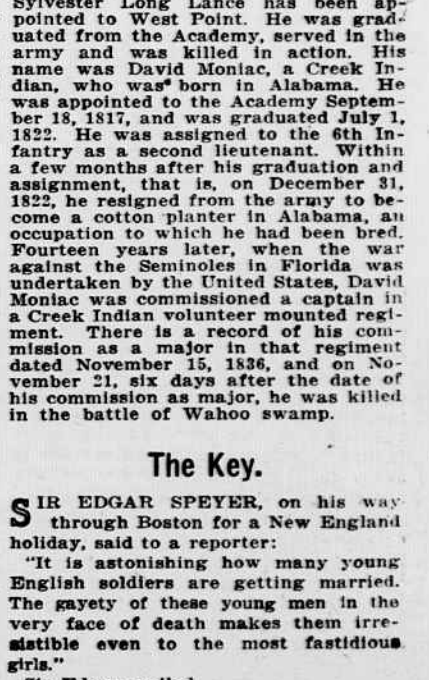 Sylvester Long Lance has been ap-
pointed to West Point. He was grad-
uated from the Academy, served in the
army and was killed in action. His
name was David Moniac, a Creek In-
dian, who was born in Alabama. He
was appointed to the Academy Septem-
ber 18, 1817, and was graduated July 1,
1822. He was assigned to the 6th In-
fantry as a second lieutenant. Within
a few months after his graduation and
assignment, that is, on December 31,
1822, he resigned from the army to be-
come a cotton planter in Alabama, an
occupation to which he had been bred.
Fourteen years later, when the war
against the Seminoles in Florida was
undertaken by the United States, David
Moniac was commissioned a captain in
a Creek Indian volunteer mounted regi-
ment. There is a record of his com-
mission as a major in that regiment
dated November 15, 1836, and on No-
vember 21, six days after the date of
his commission as major, he was killed
in the battle of Wahoo swamp.
The Key.
SIR EDGAR SPEYER, on his way
through Boston for a New England
holiday, said to a reporter:
"It is astonishing how many young
English soldiers are getting married.
The gayety of these young men in the
very face of death makes them irre-
sistible even to the most fastidious
girls."